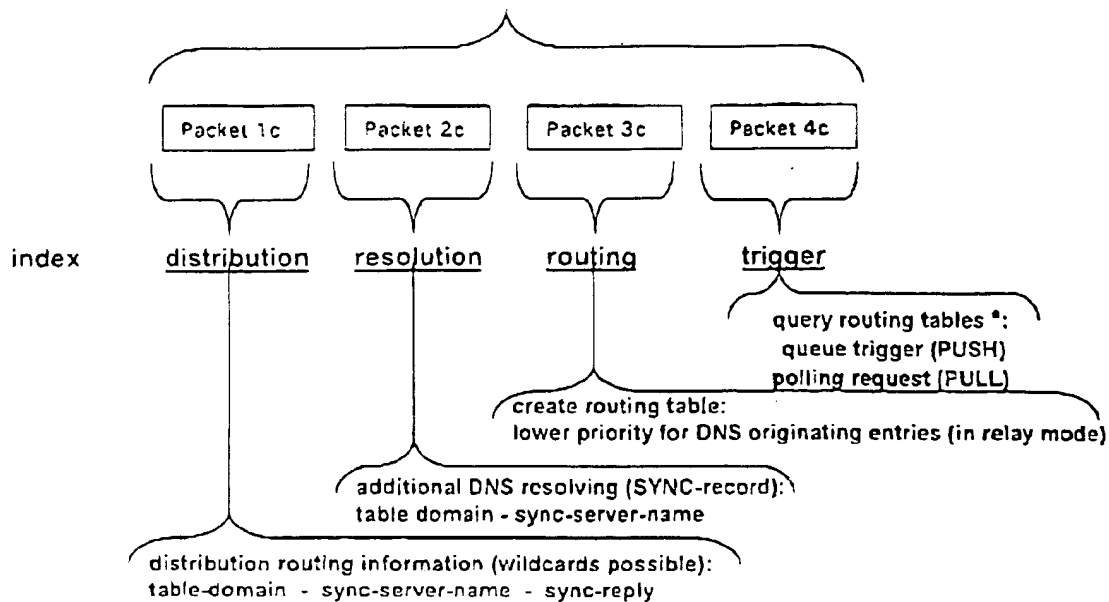 Packet 1c Packet 2c Packet 3c Packet 4c
index distribution resolution routing trigger
query routing tables *:
queue trigger (PUSH)
polling request (PULL)
create routing table:
lower priority for DNS originating entries (in relay mode)
additional DNS resolving (SYNC-record):
table domain - sync-server-name
distribution routing information (wildcards possible):
table-domain - sync-server-name - sync-reply